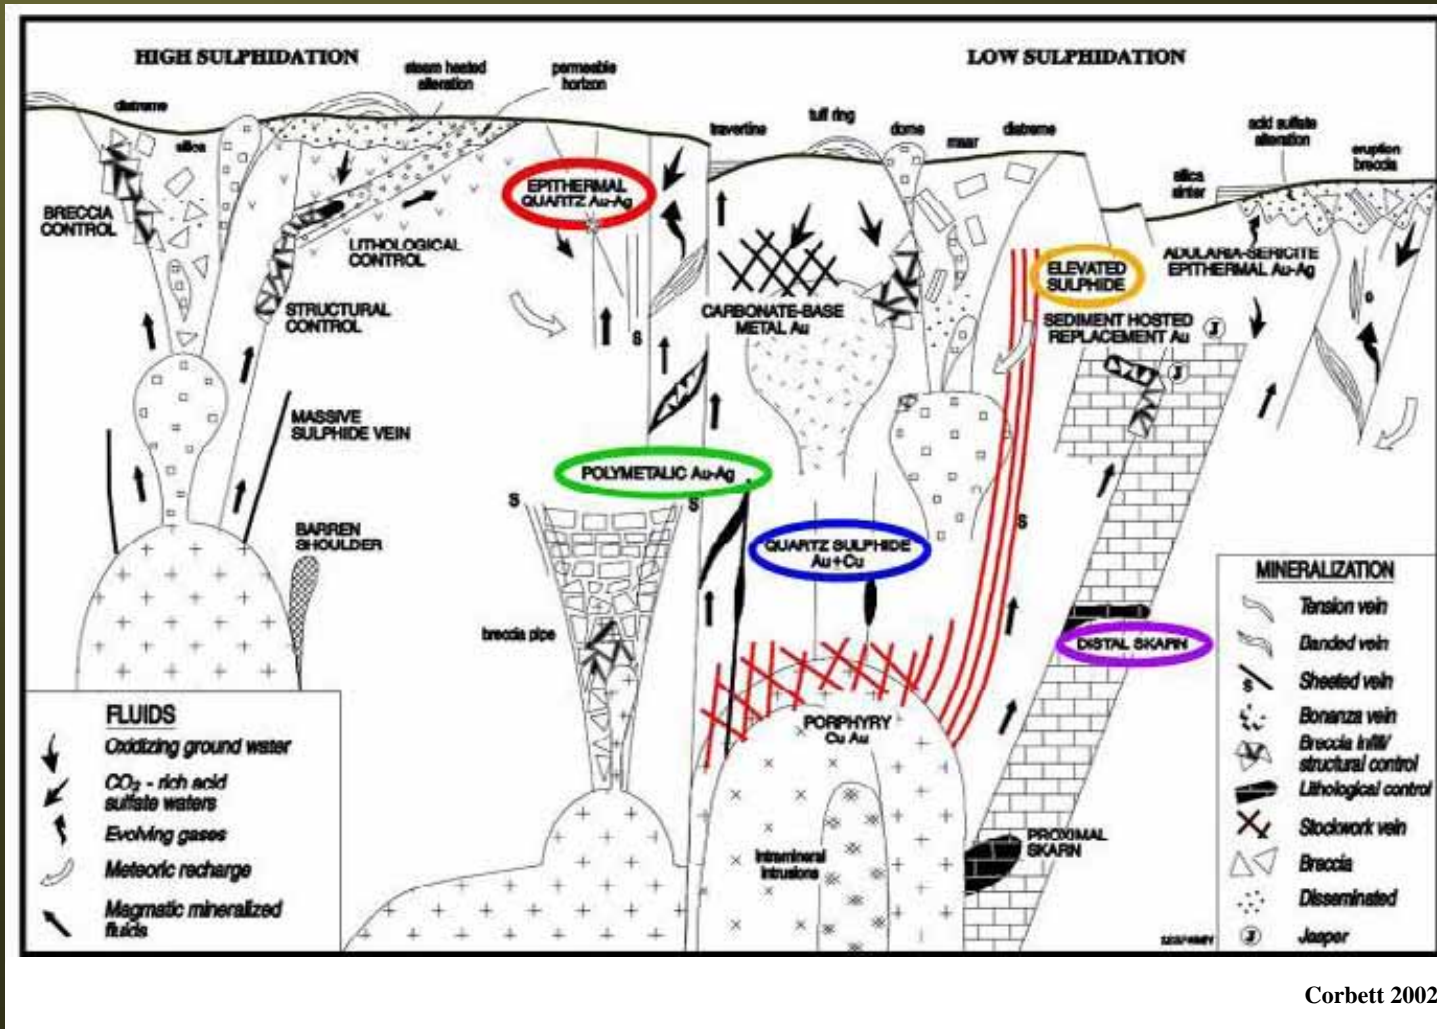 HIGH SULPHIDATION
LOW SULPHIDATION
steam heated
alteration
permeable
horizon
diatreme
silica
BRECCIA
CONTROL
LITHOLOGICAL
CONTROL
STRUCTURAL
CONTROL
MASSIVE
SULPHIDE VEIN
BARREN
SHOULDER
EPITHERMAL
QUARTZ Au-Ag
S
travertine
tuff ring
dome
maar
diatreme
CARBONATE-BASE
METAL Au
POLYMETALIC Au-Ag
S
S
breccia pipe
QUARTZ SULPHIDE
Au+Cu
PORPHYRY
Cu Au
Intramineral
Intrusions
silica
sinter
acid sulfate
alteration
eruption
breccia
ELEVATED
SULPHIDE
ADULARIA-SERICITE
EPITHERMAL Au-Ag
SEDIMENT HOSTED
REPLACEMENT Au
J
J
S
DISTAL SKARN
PROXIMAL
SKARN
FLUIDS
Oxidizing ground water
CO2 - rich acid
sulfate waters
Evolving gases
Meteoric recharge
Magmatic mineralized
fluids
MINERALIZATION
Tension vein
Banded vein
S Sheeted vein
Bonanza vein
Breccia infill/
structural control
Lithological control
Stockwork vein
Breccia
Disseminated
J Jasper
Corbett 2002